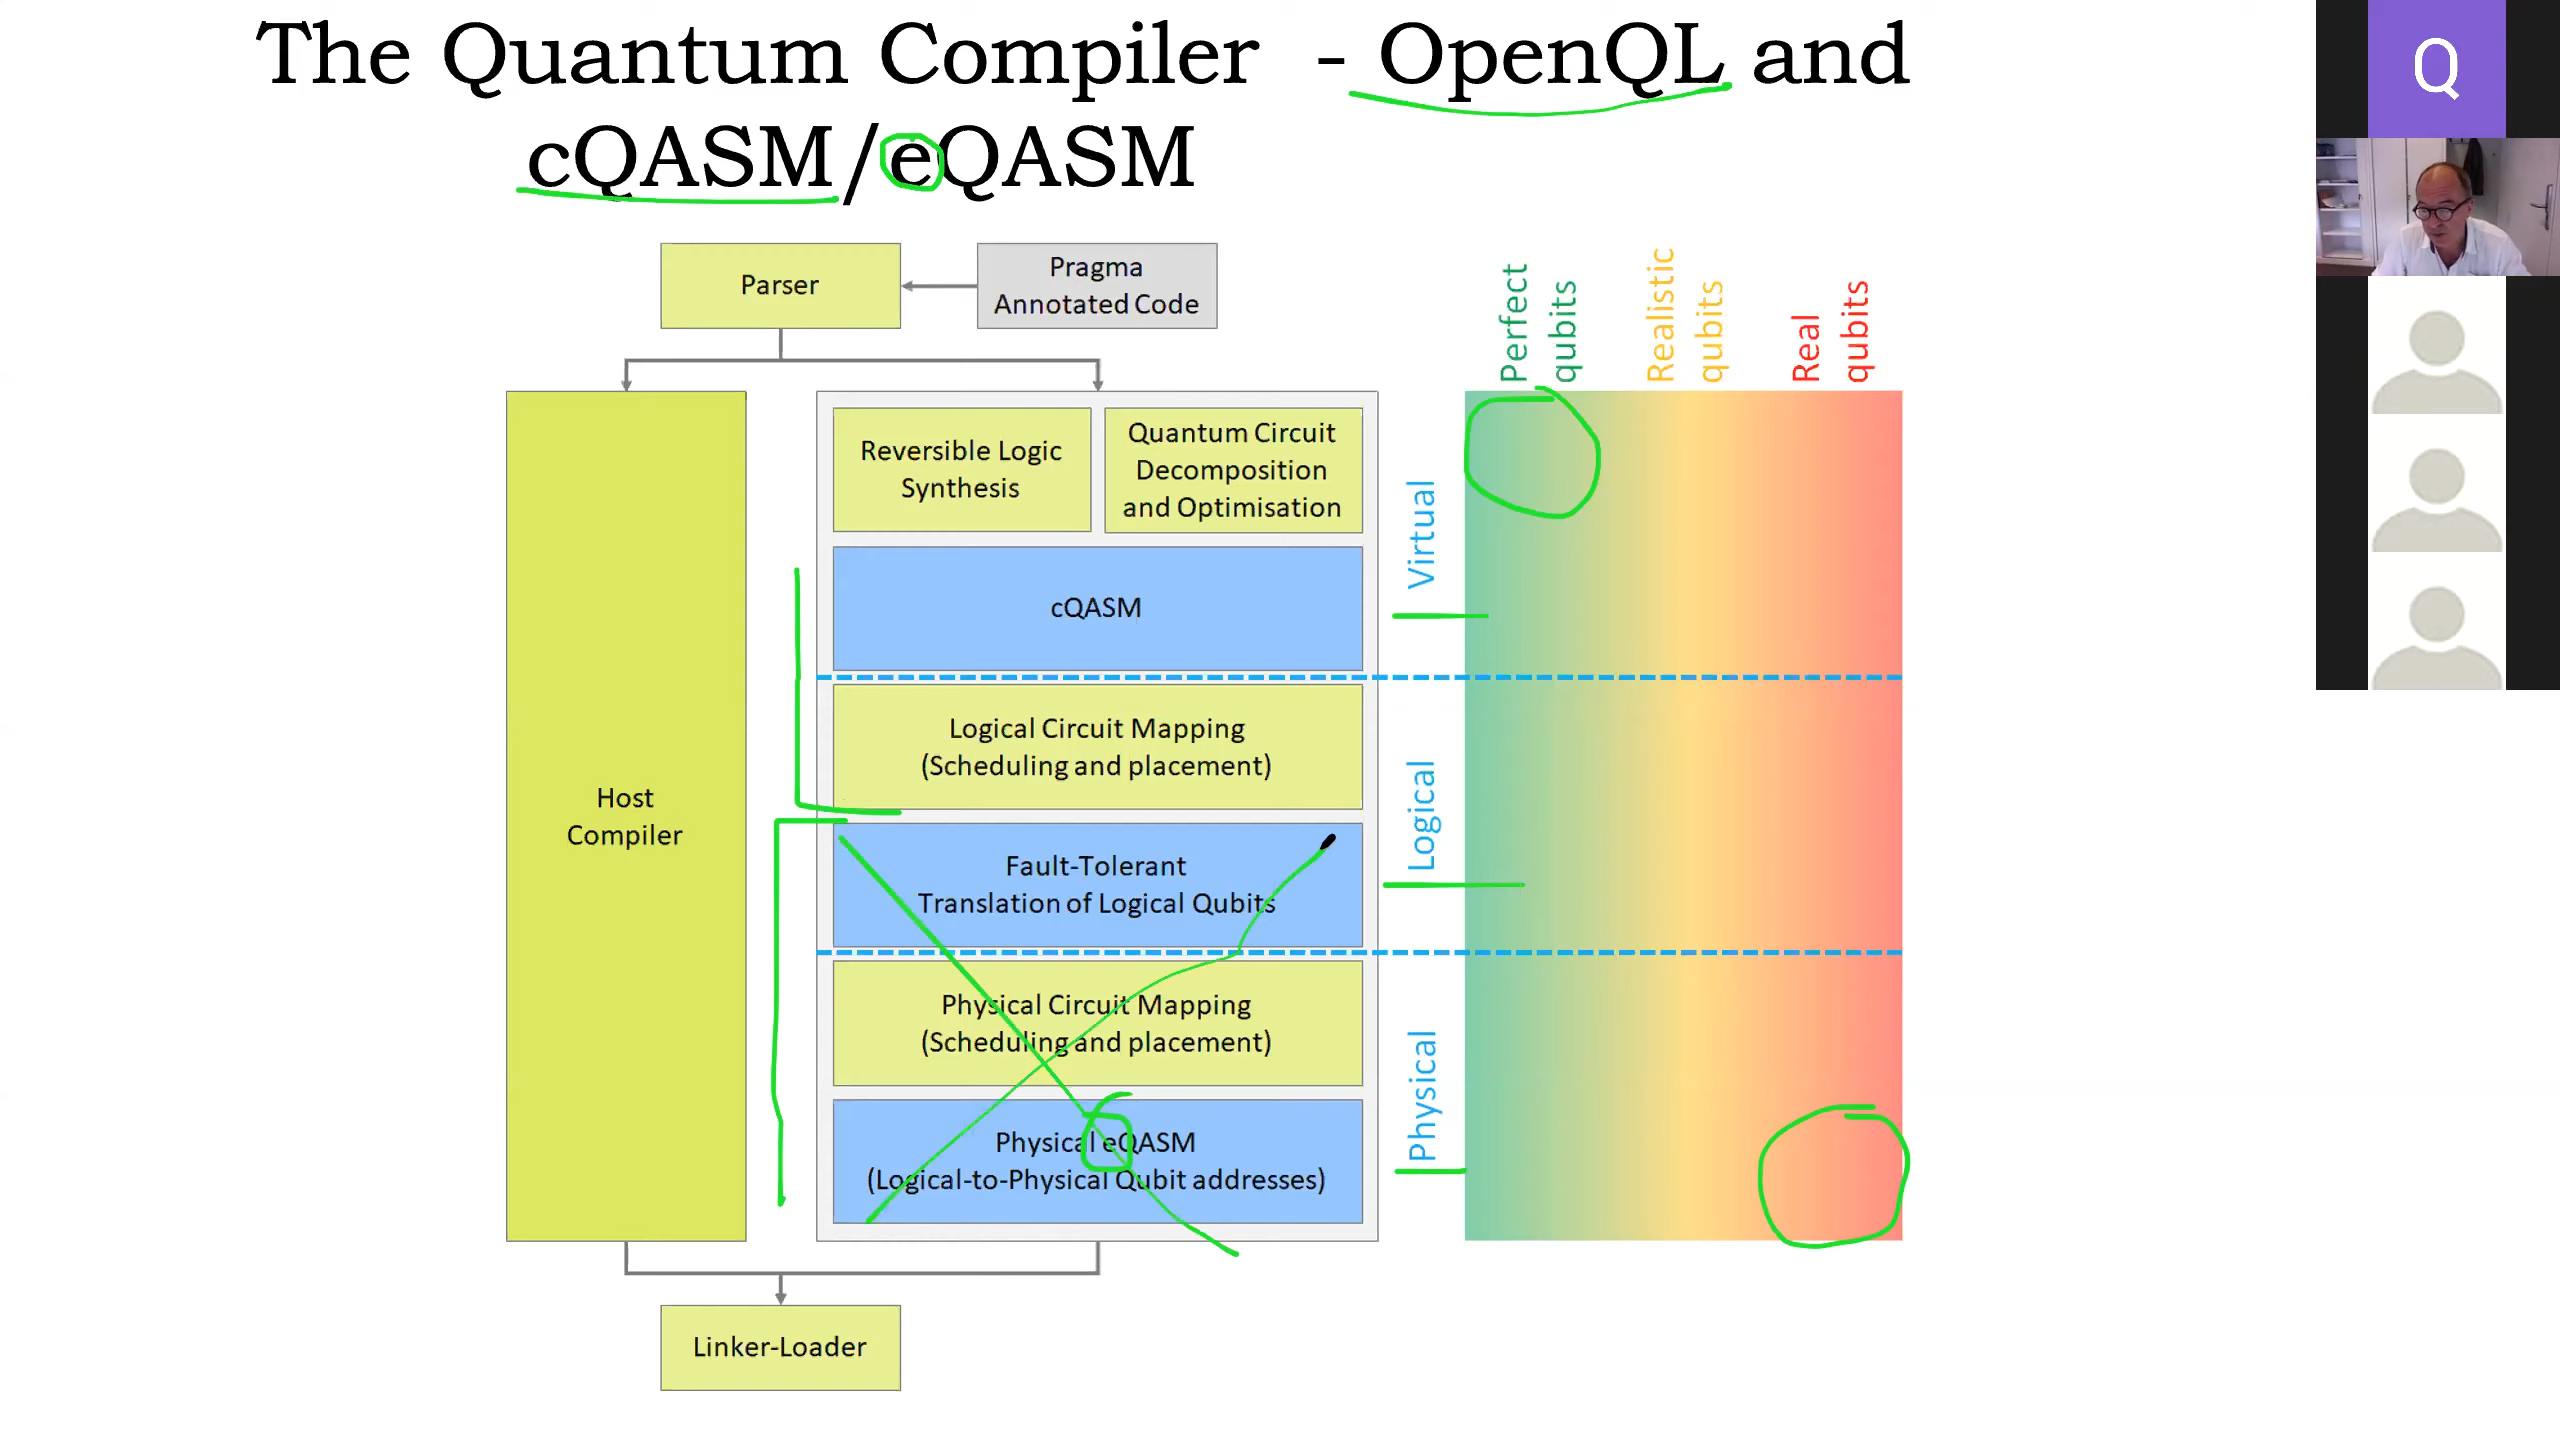 The Quantum Compiler - OpenQL and
cQASM/eQASM
Parser
Pragma
Annotated Code
Perfect
qubits
Realistic
qubits
Real
qubits
Host
Compiler
Reversible Logic
Synthesis
Quantum Circuit
Decomposition
and Optimisation
cQASM
Logical Circuit Mapping
(Scheduling and placement)
Fault-Tolerant
Translation of Logical Qubits
Physical Circuit Mapping
(Scheduling and placement)
Physical eQASM
(Logical-to-Physical Qubit addresses)
Virtual
Logical
Physical
Linker-Loader
Q